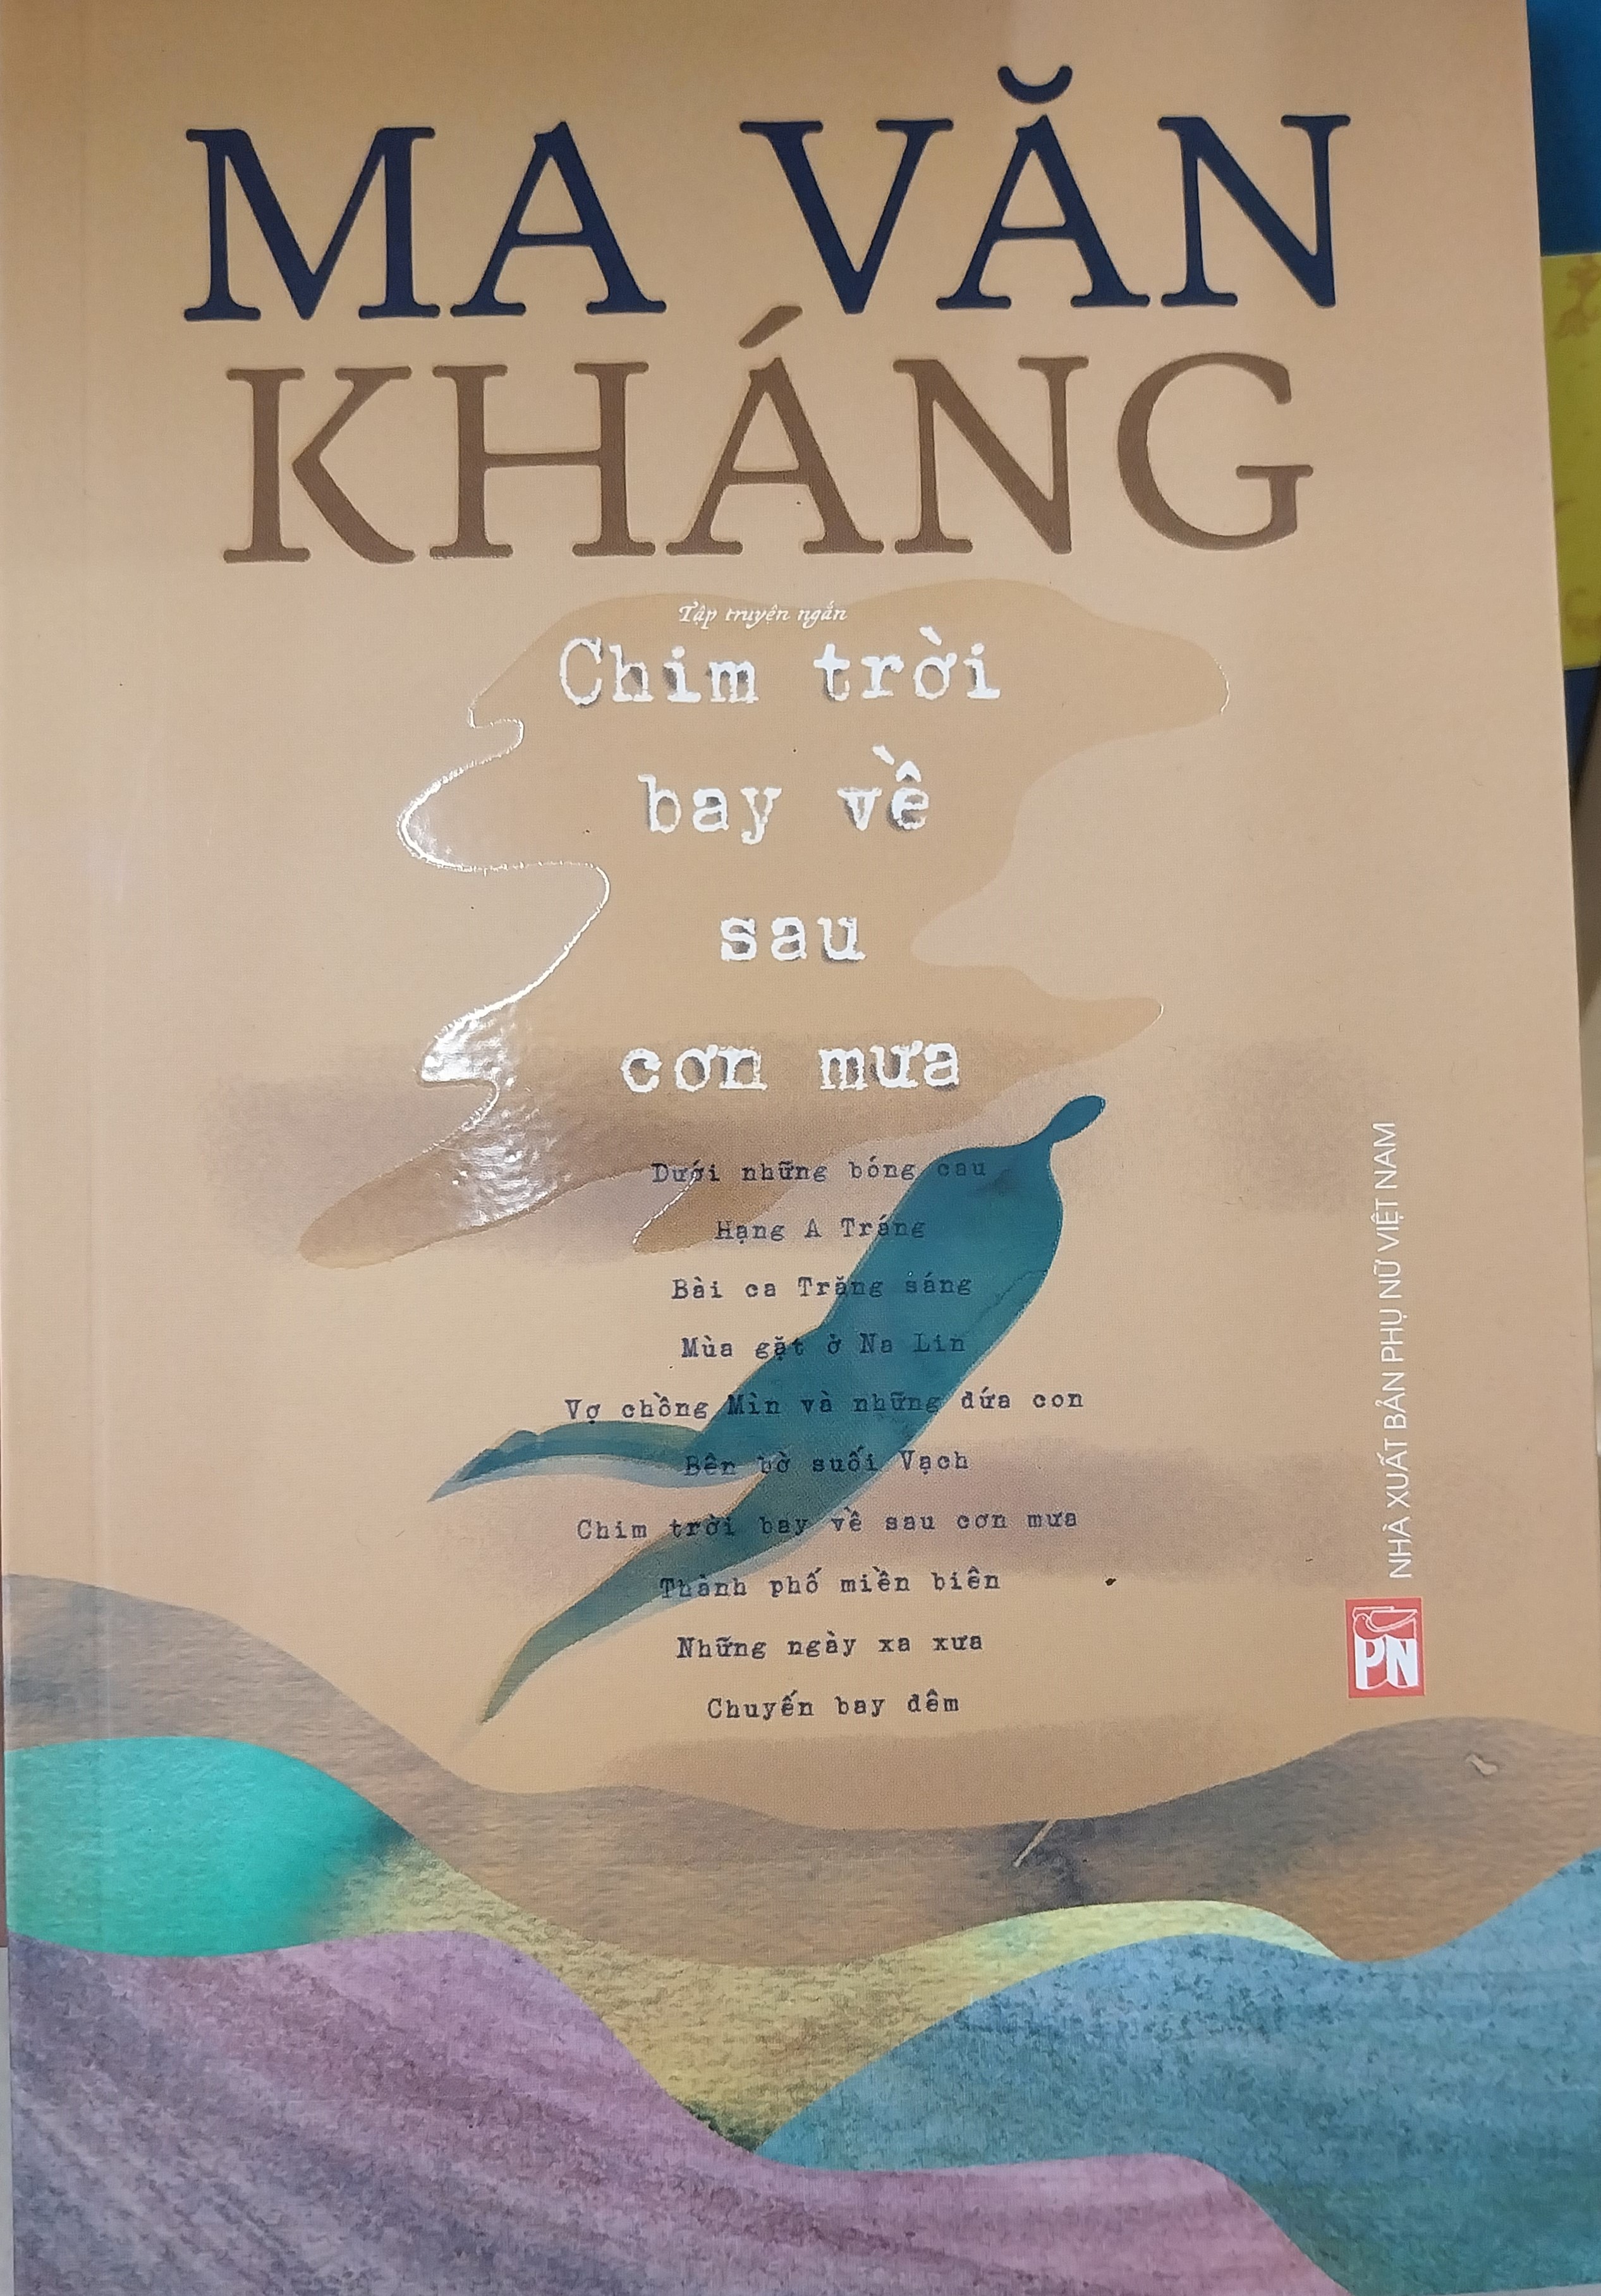 MA VĂN
KHÁNG
Tập truyện ngắn
Chim trời
bay về
sau
cơn mưa
Dưới những bóng cau
Hạng A Tráng
Bài ca Trăng sáng
Mùa gặt ở Na Lin
Vợ chồng Mìn và những đứa con
Bên bờ suối Vạch
Chim trời bay về sau cơn mưa
Thành phố miền biên
Những ngày xa xưa
Chuyến bay đêm
NHÀ XUẤT BẢN PHỤ NỮ VIỆT NAM
PN